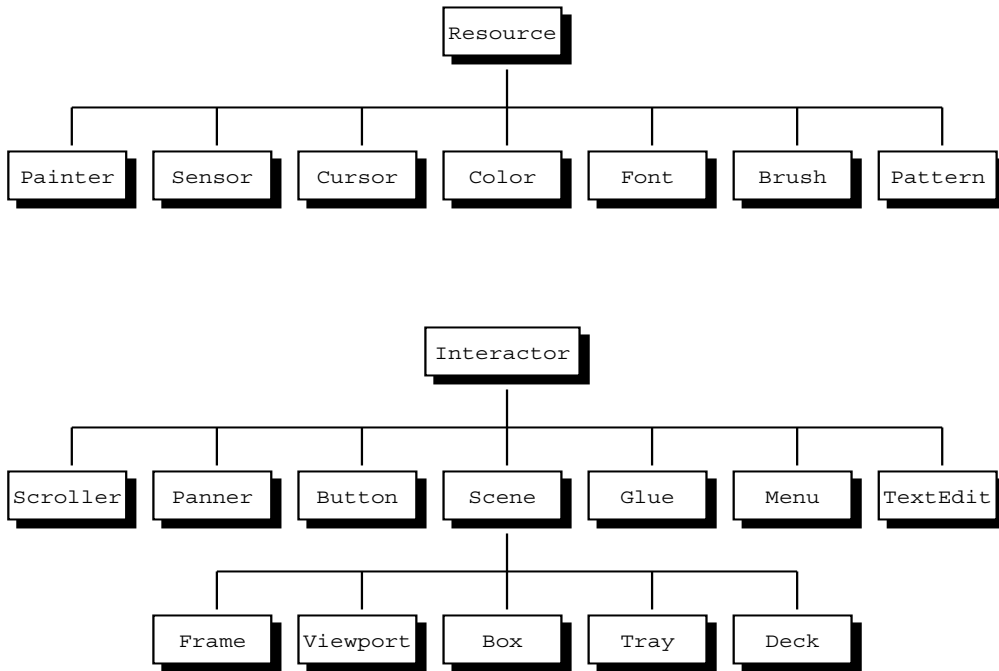 Resource
Painter Sensor Cursor Color Font Brush Pattern
Interactor
Scroller Panner Button Scene Glue Menu TextEdit
Frame Viewport Box Tray Deck